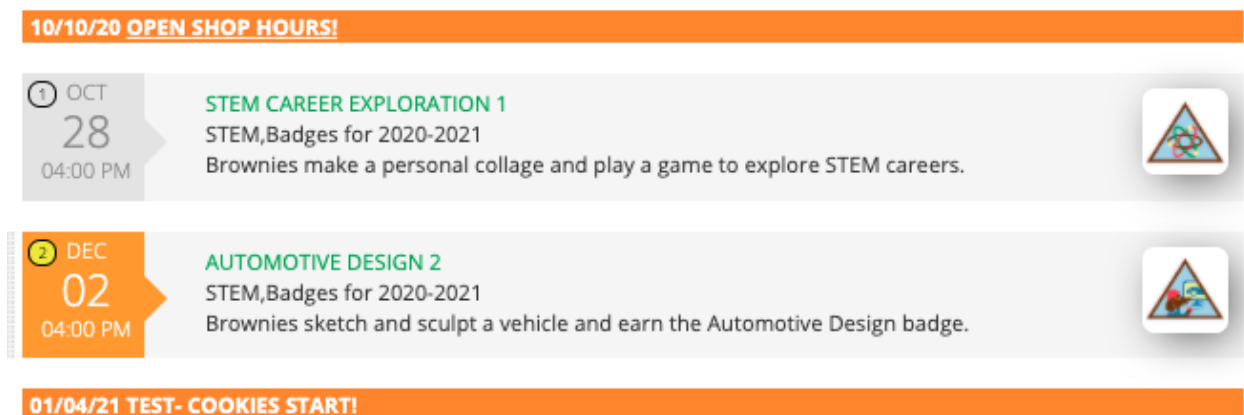 10/10/20 OPEN SHOP HOURS!
1 OCT
28
04:00 PM
STEM CAREER EXPLORATION 1
STEM,Badges for 2020-2021
Brownies make a personal collage and play a game to explore STEM careers.
2 DEC
02
04:00 PM
AUTOMOTIVE DESIGN 2
STEM,Badges for 2020-2021
Brownies sketch and sculpt a vehicle and earn the Automotive Design badge.
01/04/21 TEST- COOKIES START!